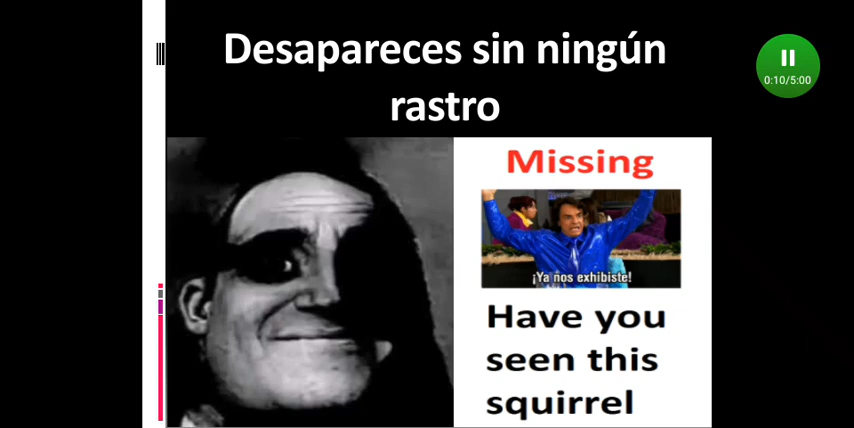 Desapareces sin ningún
rastro
0:10/5:00
Missing
¡Ya nos exhibiste!
Have you
seen this
squirrel